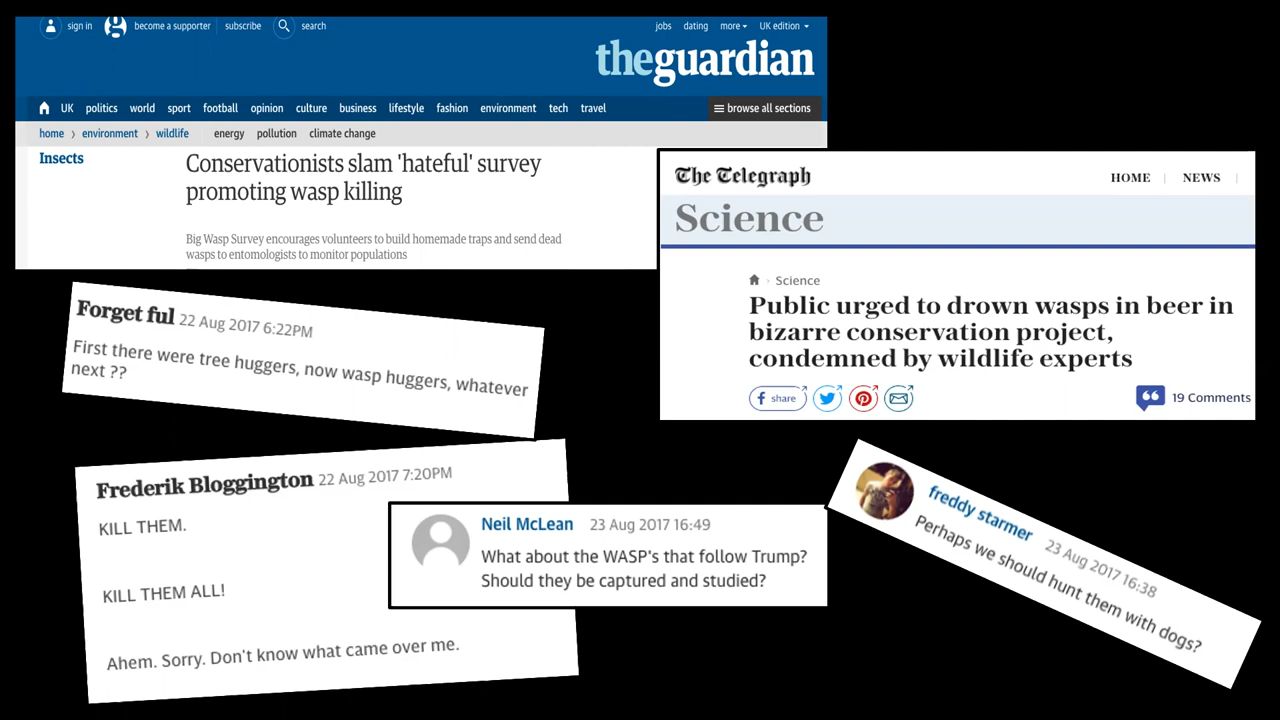 sign in become a supporter subscribe search jobs dating more UK edition
theguardian
UK politics world sport football opinion culture business lifestyle fashion environment tech travel browse all sections
home environment wildlife energy pollution climate change
Insects
Conservationists slam 'hateful' survey
promoting wasp killing
Big Wasp Survey encourages volunteers to build homemade traps and send dead
wasps to entomologists to monitor populations
The Telegraph
HOME NEWS
Science
Science
Public urged to drown wasps in beer in
bizarre conservation project,
condemned by wildlife experts
share
19 Comments
Forget ful 22 Aug 2017 6:22PM
First there were tree huggers, now wasp huggers, whatever
next ??
Frederik Bloggington 22 Aug 2017 7:20PM
KILL THEM.
KILL THEM ALL!
Ahem. Sorry. Don't know what came over me.
Neil McLean 23 Aug 2017 16:49
What about the WASP's that follow Trump?
Should they be captured and studied?
freddy starmer 23 Aug 2017 16:38
Perhaps we should hunt them with dogs?